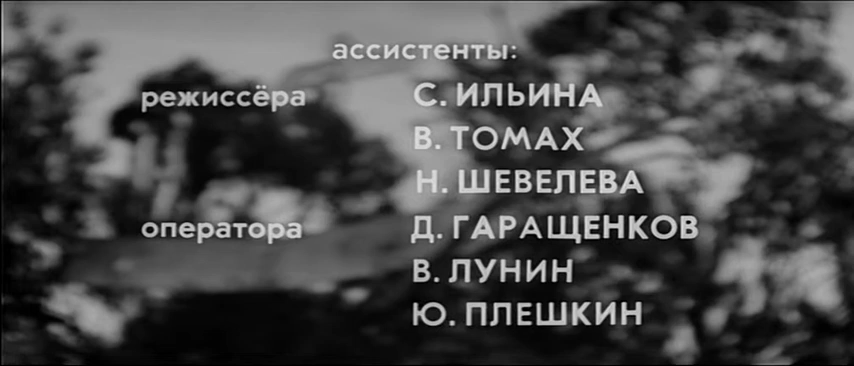 ассистенты:
режиссёра С. ИЛЬИНА
В. ТОМАХ
Н. ШЕВЕЛЕВА
оператора Д. ГАРАЩЕНКОВ
В. ЛУНИН
Ю. ПЛЕШКИН